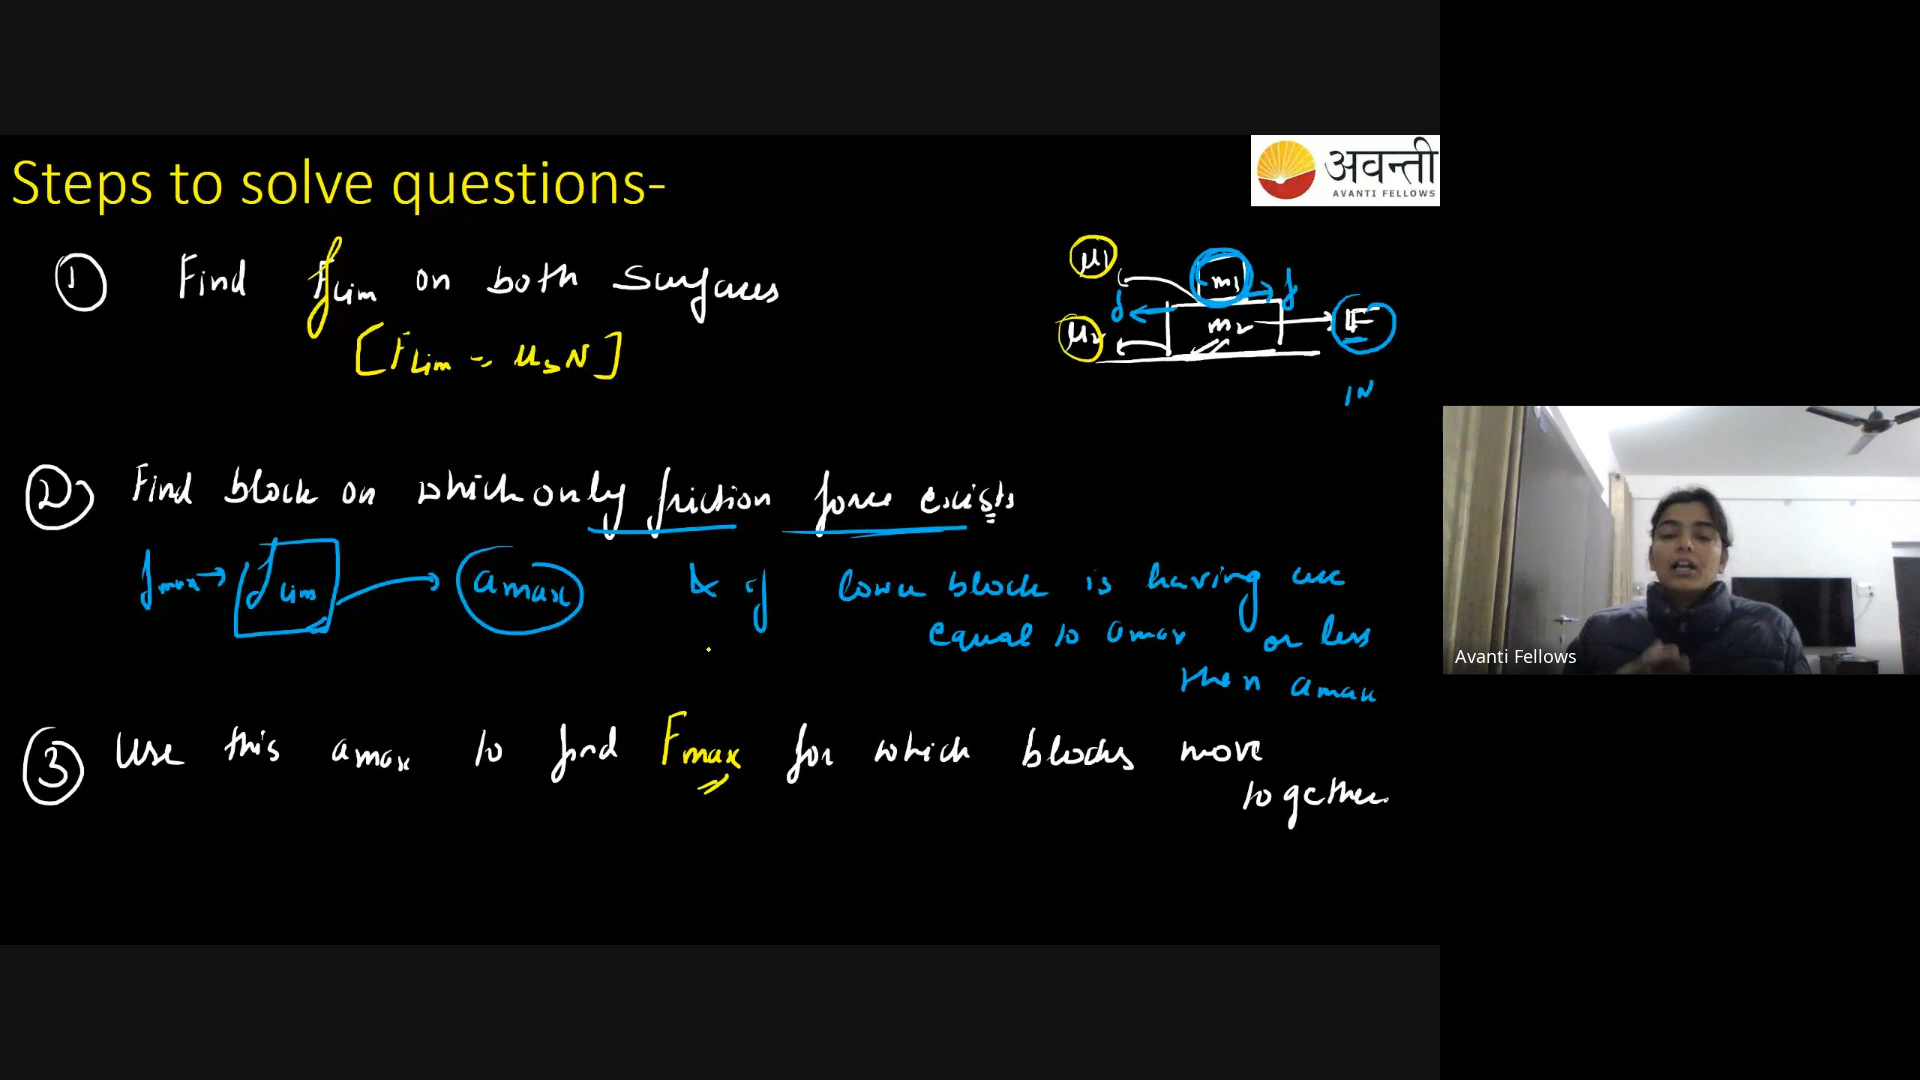 Steps to solve questions-
अवन्ती
AVANTI FELLOWS
① Find fLim on both Surfaces
[FLim = μsN]
μ1
m1
f
f
μ2
m2
F
1N
② Find block on which only friction force exists
fmax → fLim → amax
& if lower block is having acc
equal to amax or less
then amax
③ Use this amax to find Fmax for which blocks move
together.
Avanti Fellows